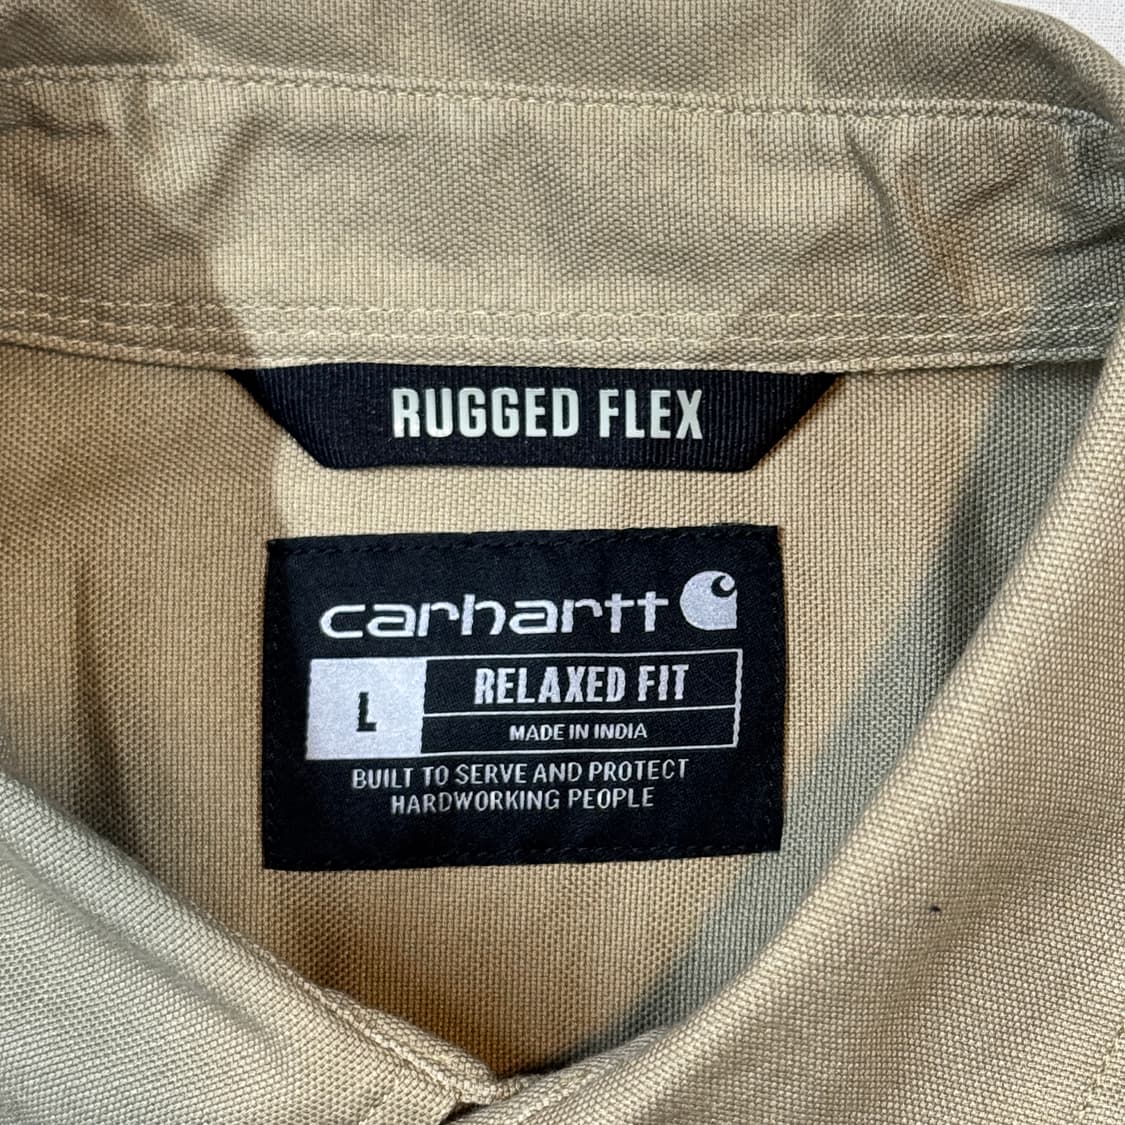 RUGGED FLEX
carhartt
L
RELAXED FIT
MADE IN INDIA
BUILT TO SERVE AND PROTECT
HARDWORKING PEOPLE